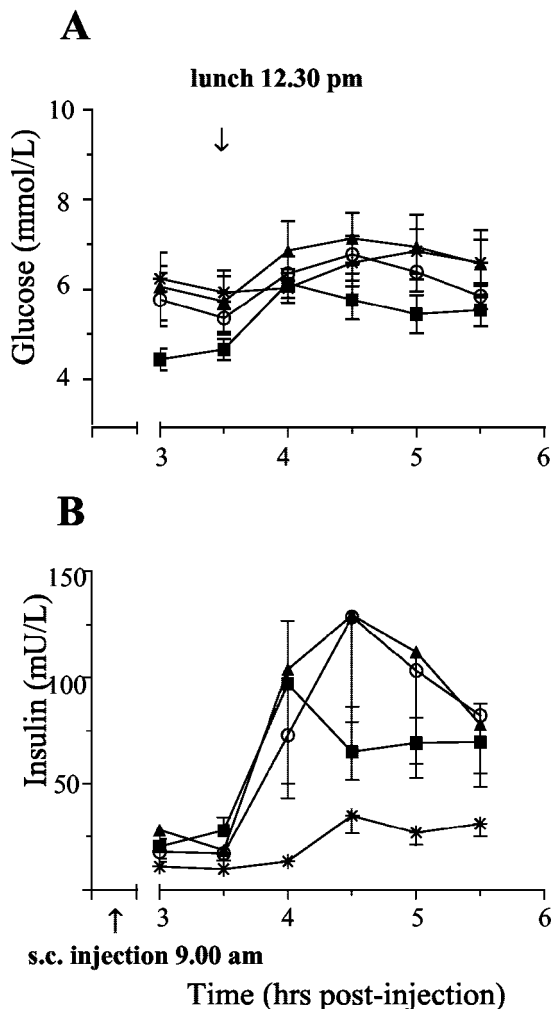 A
lunch 12.30 pm
↓
10
8
6
4
Glucose (mmol/L)
3 4 5 6
B
150
100
50
Insulin (mU/L)
3 4 5 6
↑
s.c. injection 9.00 am
Time (hrs post-injection)